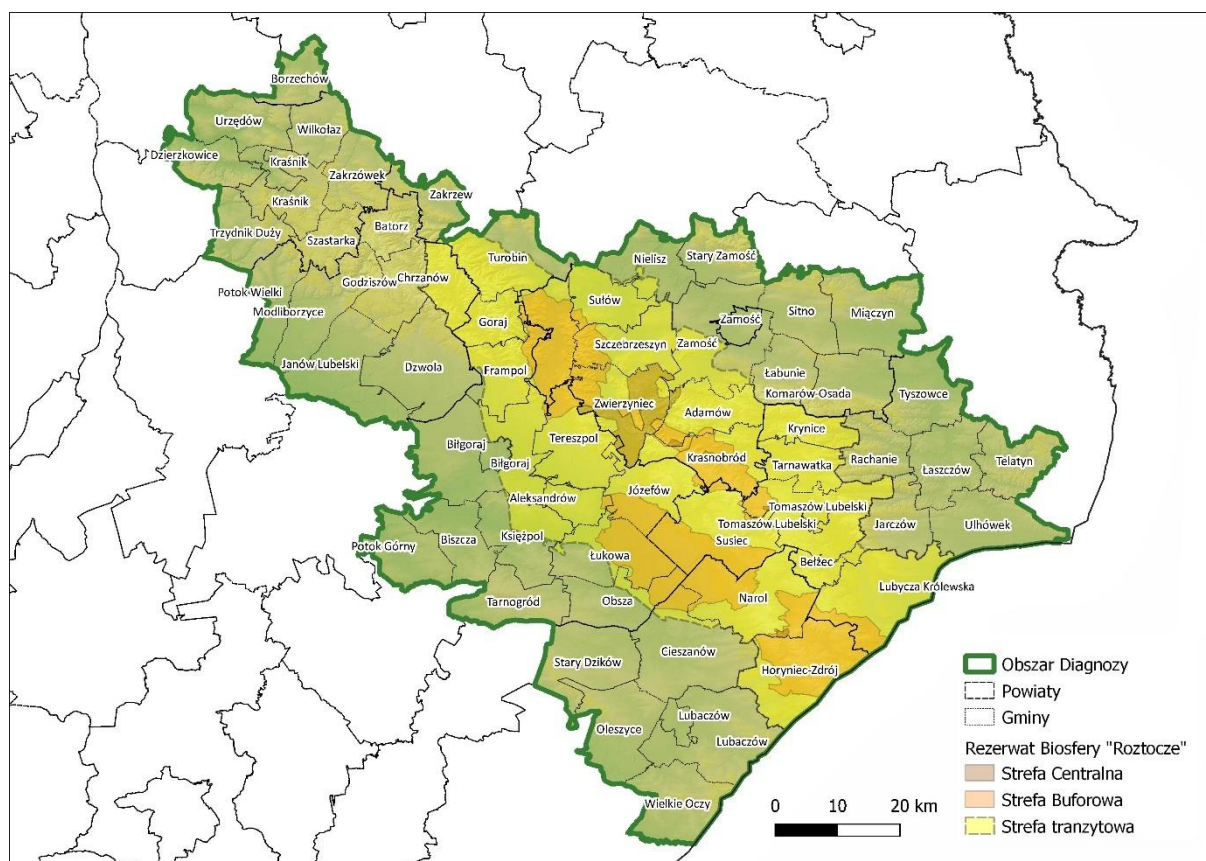 Borzechów
Urzędów
Wilkołaz
Dzierzkowice
Kraśnik
Zakrzówek
Zakrzew
Kraśnik
Batorz
Trzydnik Duży
Szastarka
Turobin
Nielisz
Stary Zamość
Godziszów
Chrzanów
Potok Wielki
Modliborzyce
Sułów
Sitno
Miączyn
Goraj
Zamość
Szczebrzeszyn
Zamość
Janów Lubelski
Dzwola
Frampol
Łabunie
Komarów-Osada
Tyszowce
Zwierzyniec
Adamów
Krynice
Biłgoraj
Tereszpol
Krasnobród
Tarnawatka
Rachanie
Telatyn
Biłgoraj
Łaszczów
Józefów
Aleksandrów
Tomaszów Lubelski
Tomaszów Lubelski
Jarczów
Ulhówek
Księżpol
Susiec
Potok Górny
Biszcza
Łukowa
Bełżec
Lubycza Królewska
Narol
Tarnogród
Obsza
Cieszanów
Stary Dzików
Horyniec-Zdrój
Lubaczów
Oleszyce
Lubaczów
Wielkie Oczy
Obszar Diagnozy
Powiaty
Gminy
Rezerwat Biosfery "Roztocze"
Strefa Centralna
Strefa Buforowa
Strefa tranzytowa
0 10 20 km